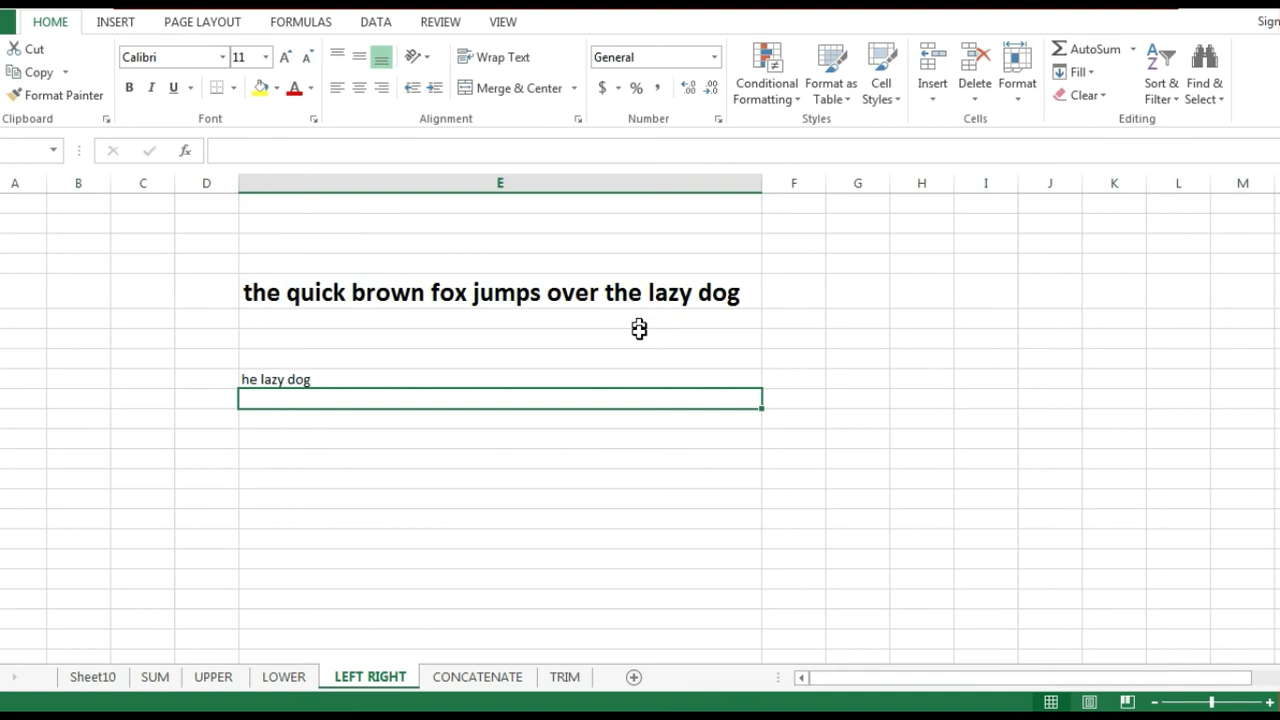 HOME INSERT PAGE LAYOUT FORMULAS DATA REVIEW VIEW
Cut
Copy
Format Painter
Clipboard
Calibri 11
B I U
Font
Wrap Text
Merge & Center
Alignment
General
$ % ,
Number
Conditional Formatting
Format as Table
Cell Styles
Styles
Insert
Delete
Format
Cells
AutoSum
Fill
Clear
Sort & Filter
Find & Select
Editing
fx
A B C D E F G H I J K L M
the quick brown fox jumps over the lazy dog
he lazy dog
Sheet10 SUM UPPER LOWER LEFT RIGHT CONCATENATE TRIM